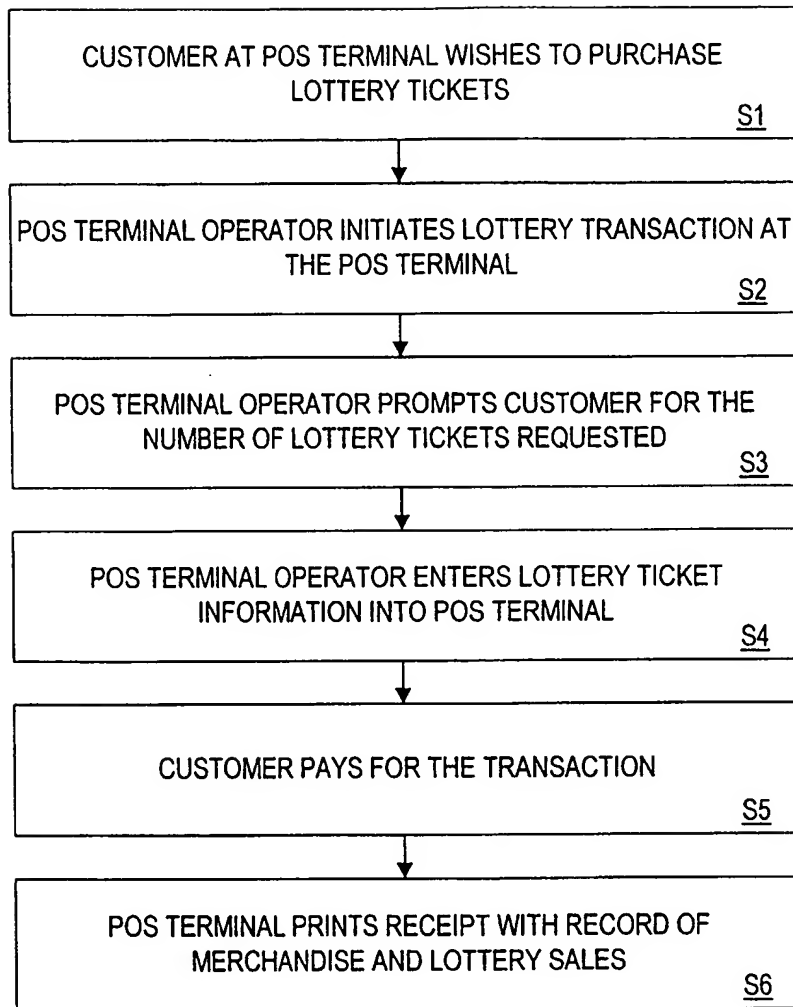 CUSTOMER AT POS TERMINAL WISHES TO PURCHASE
LOTTERY TICKETS
S1
POS TERMINAL OPERATOR INITIATES LOTTERY TRANSACTION AT
THE POS TERMINAL
S2
POS TERMINAL OPERATOR PROMPTS CUSTOMER FOR THE
NUMBER OF LOTTERY TICKETS REQUESTED
S3
POS TERMINAL OPERATOR ENTERS LOTTERY TICKET
INFORMATION INTO POS TERMINAL
S4
CUSTOMER PAYS FOR THE TRANSACTION
S5
POS TERMINAL PRINTS RECEIPT WITH RECORD OF
MERCHANDISE AND LOTTERY SALES
S6